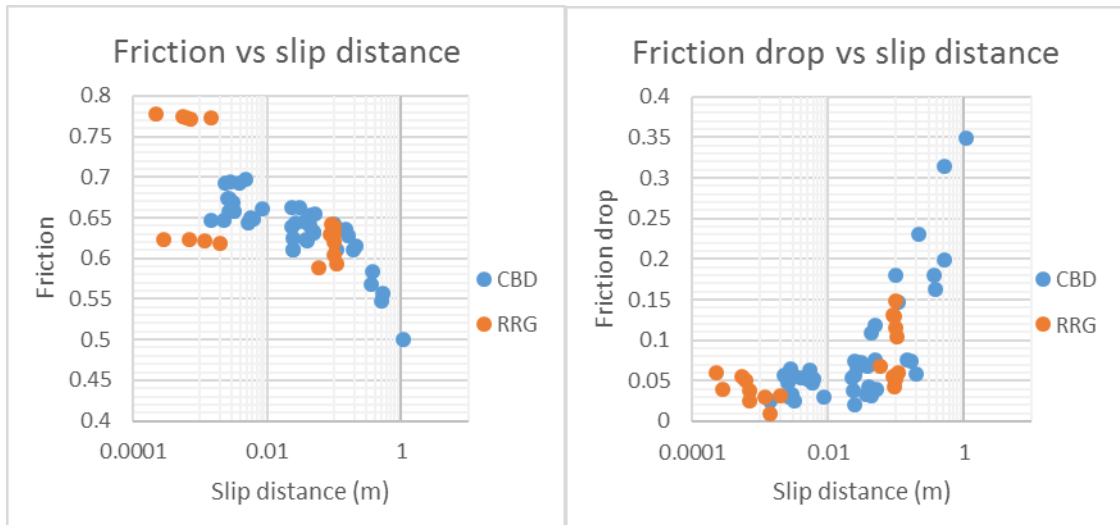 Friction vs slip distance
0.8
0.75
0.7
0.65
0.6
0.55
0.5
0.45
0.4
Friction
0.0001
0.01
1
Slip distance (m)
CBD
RRG
Friction drop vs slip distance
0.4
0.35
0.3
0.25
0.2
0.15
0.1
0.05
0
Friction drop
0.0001
0.01
1
Slip distance (m)
CBD
RRG